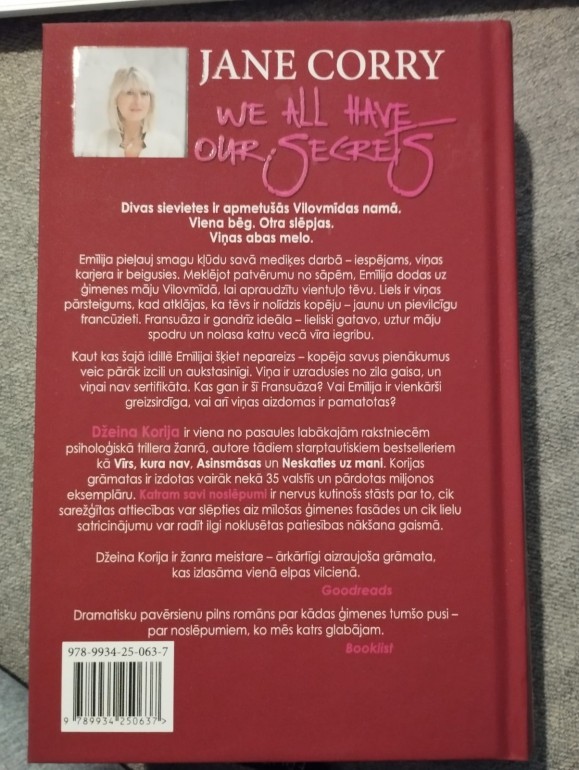 JANE CORRY
WE ALL HAVE
OUR SECRETS
Divas sievietes ir apmetušās Vilovmīdas namā.
Viena bēg. Otra slēpjas.
Viņas abas melo.
Emīlija pieļauj smagu kļūdu savā mediķes darbā – iespējams, viņas
karjera ir beigusies. Meklējot patvērumu no sāpēm, Emīlija dodas uz
ģimenes māju Vilovmīdā, lai apraudzītu vientuļo tēvu. Liels ir viņas
pārsteigums, kad atklājas, ka tēvs ir nolīdzis kopēju – jaunu un pievilcīgu
francūzieti. Fransuāza ir gandrīz ideāla – lieliski gatavo, uztur māju
spodru un nolasa katru vecā vīra iegribu.
Kaut kas šajā idillē Emīlijai šķiet nepareizs – kopēja savus pienākumus
veic pārāk izcili un aukstasinīgi. Viņa ir uzradusies no zila gaisa, un
viņai nav sertifikāta. Kas gan ir šī Fransuāza? Vai Emīlija ir vienkārši
greizsirdīga, vai arī viņas aizdomas ir pamatotas?
Džeina Korija ir viena no pasaules labākajām rakstniecēm
psiholoģiskā trillera žanrā, autore tādiem starptautiskiem bestselleriem
kā Vīrs, kura nav, Asinsmāsas un Neskaties uz mani. Korijas
grāmatas ir izdotas vairāk nekā 35 valstīs un pārdotas miljonos
eksemplāru. Katram savi noslēpumi ir nervus kutinošs stāsts par to, cik
sarežģītas attiecības var slēpties aiz mīlošas ģimenes fasādes un cik lielu
satricinājumu var radīt ilgi noklusētas patiesības nākšana gaismā.
Džeina Korija ir žanra meistare – ārkārtīgi aizraujoša grāmata,
kas izlasāma vienā elpas vilcienā.
Goodreads
Dramatisku pavērsienu pilns romāns par kādas ģimenes tumšo pusi –
par noslēpumiem, ko mēs katrs glabājam.
Booklist
978-9934-25-063-7
9 789934 250637 >